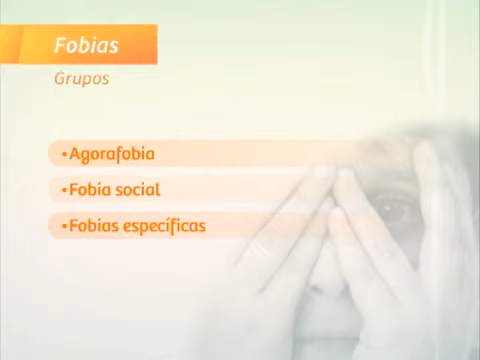 Fobias
Grupos
•Agorafobia
•Fobia social
•Fobias específicas